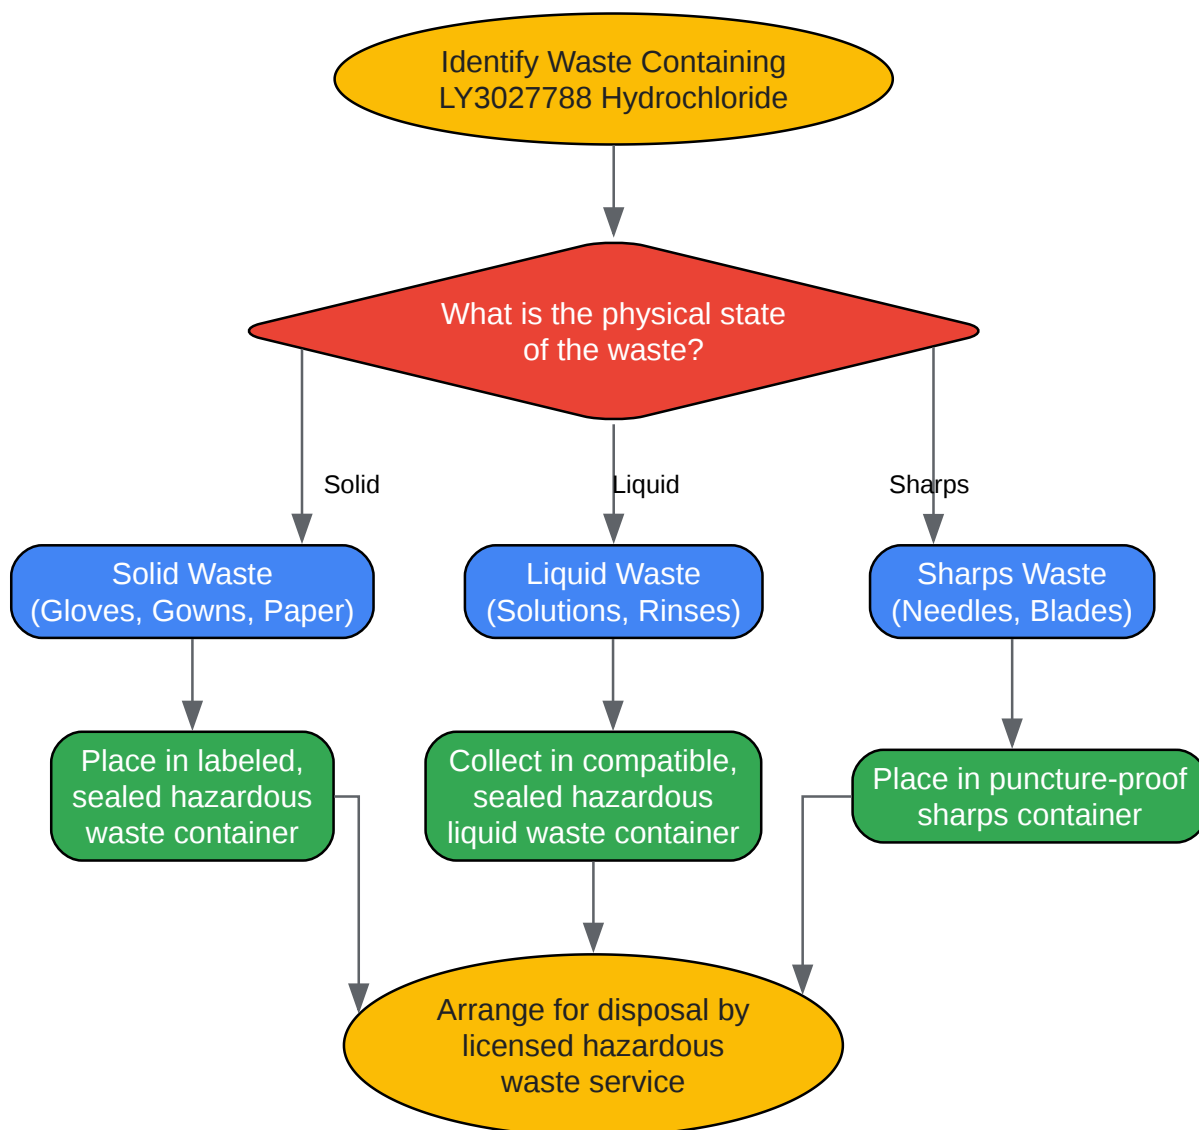 Identify Waste Containing
LY3027788 Hydrochloride
What is the physical state
of the waste?
Solid
Liquid
Sharps
Solid Waste
(Gloves, Gowns, Paper)
Liquid Waste
(Solutions, Rinses)
Sharps Waste
(Needles, Blades)
Place in labeled,
sealed hazardous
waste container
Collect in compatible,
sealed hazardous
liquid waste container
Place in puncture-proof
sharps container
Arrange for disposal by
licensed hazardous
waste service